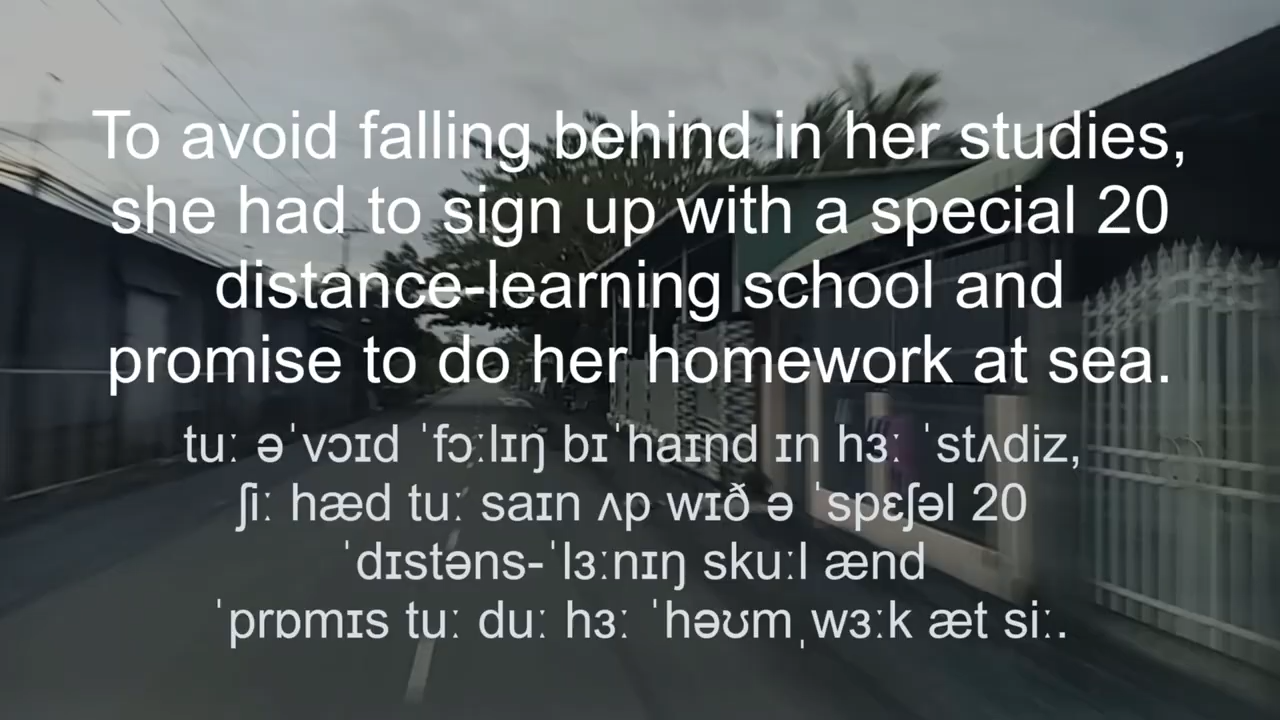 To avoid falling behind in her studies,
she had to sign up with a special 20
distance-learning school and
promise to do her homework at sea.
tuː əˈvɔɪd ˈfɔːlɪŋ bɪˈhaɪnd ɪn hɜː ˈstʌdiz,
ʃiː hæd tuː saɪn ʌp wɪð ə ˈspɛʃəl 20
ˈdɪstəns-ˈlɜːnɪŋ skuːl ænd
ˈprɒmɪs tuː duː hɜː ˈhəʊmˌwɜːk æt siː.